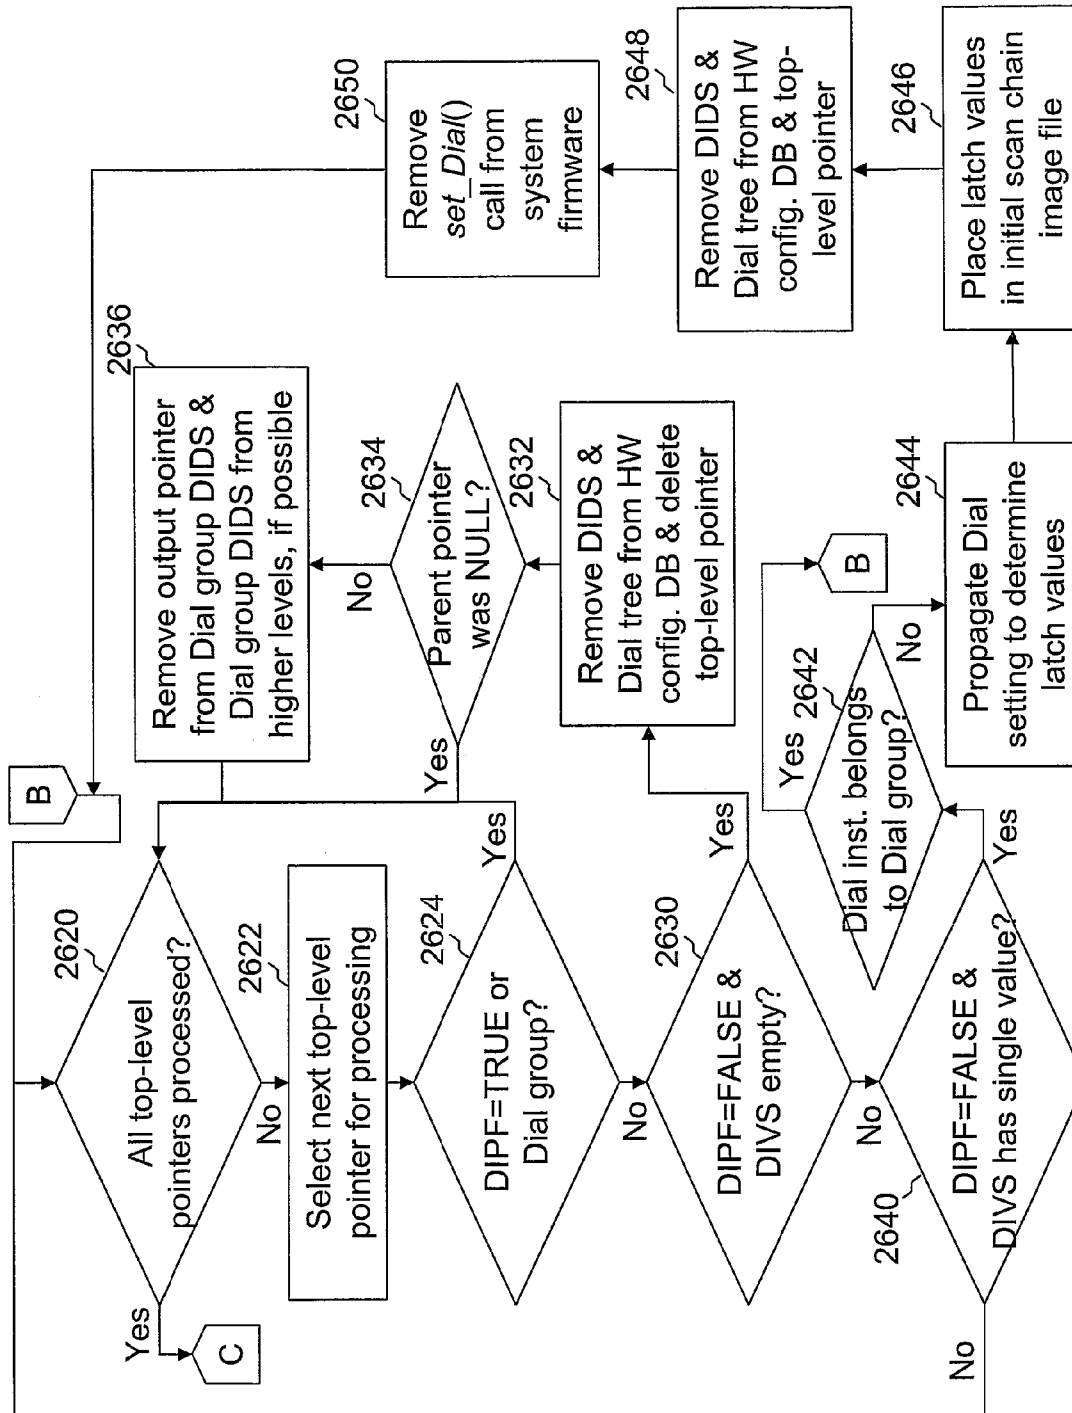 B
2620
All top-level
pointers processed?
Yes
C
No
2622
Select next top-level
pointer for processing
2624
DIPF=TRUE or
Dial group?
Yes
No
2630
DIPF=FALSE &
DIVS empty?
Yes
No
2640
DIPF=FALSE &
DIVS has single value?
Yes
No
2636
Remove output pointer
from Dial group DIDS &
Dial group DIDS from
higher levels, if possible
2634
Parent pointer
was NULL?
No
Yes
2632
Remove DIDS &
Dial tree from HW
config. DB & delete
top-level pointer
2642
Dial inst. belongs
to Dial group?
Yes
B
No
2644
Propagate Dial
setting to determine
latch values
2650
Remove
set_Dial()
call from
system
firmware
2648
Remove DIDS &
Dial tree from HW
config. DB & top-
level pointer
2646
Place latch values
in initial scan chain
image file